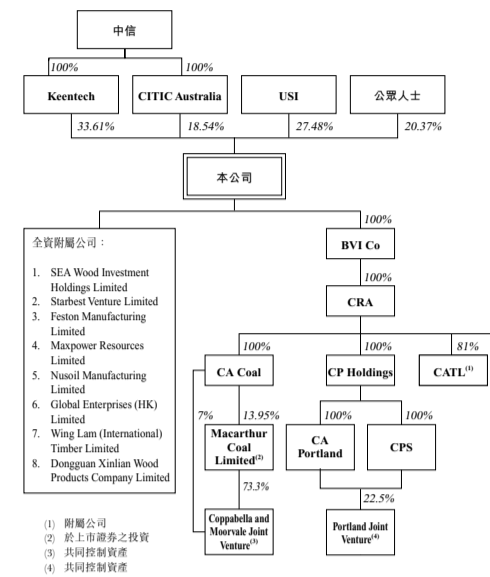 中信
100%
100%
Keentech
CITIC Australia
USI
公眾人士
33.61%
18.54%
27.48%
20.37%
本公司
100%
全資附屬公司：
1. SEA Wood Investment
Holdings Limited
2. Starbest Venture Limited
3. Feston Manufacturing
Limited
4. Maxpower Resources
Limited
5. Nusoil Manufacturing
Limited
6. Global Enterprises (HK)
Limited
7. Wing Lam (International)
Timber Limited
8. Dongguan Xinlian Wood
Products Company Limited
BVI Co
100%
CRA
100%
100%
81%
CA Coal
CP Holdings
CATL(1)
7%
13.95%
100%
100%
Macarthur
Coal
Limited(2)
CA
Portland
CPS
73.3%
22.5%
Coppabella and
Moorvale Joint
Venture(3)
Portland Joint
Venture(4)
(1) 附屬公司
(2) 於上市證券之投資
(3) 共同控制資產
(4) 共同控制資產